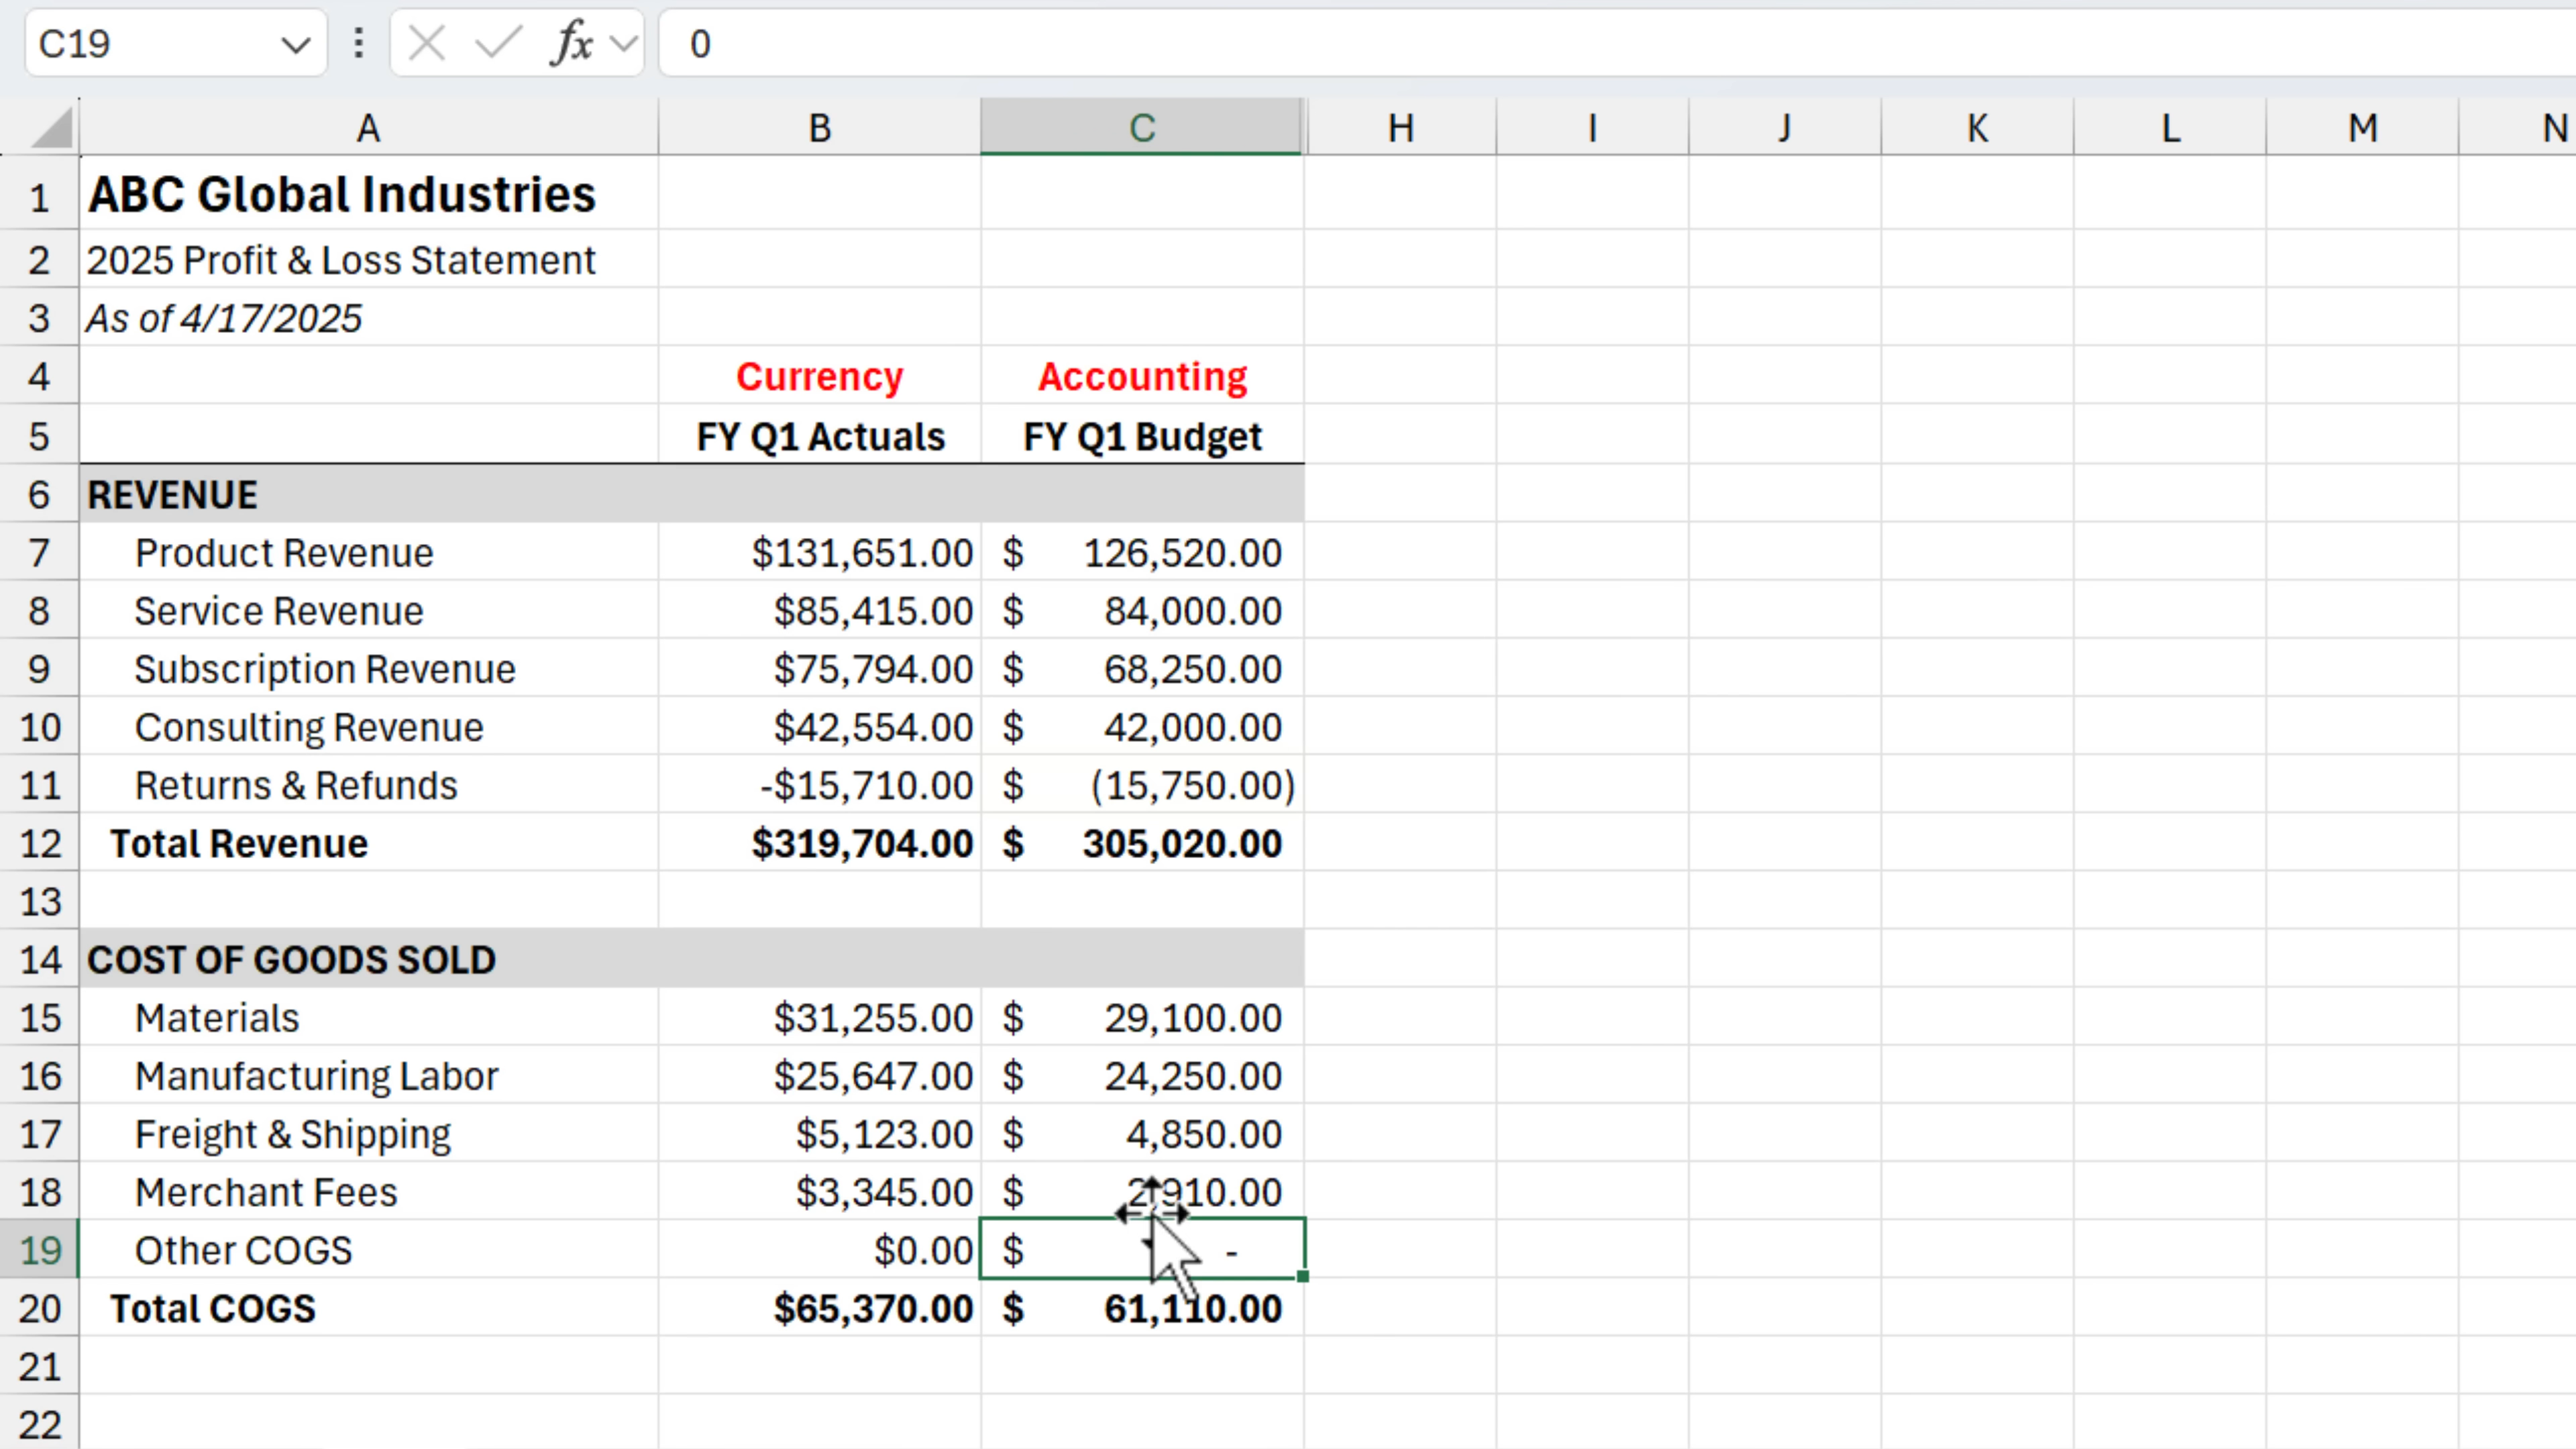 C19 fx 0
A B C H I J K L M N
1 ABC Global Industries
2 2025 Profit & Loss Statement
3 As of 4/17/2025
4 Currency Accounting
5 FY Q1 Actuals FY Q1 Budget
6 REVENUE
7 Product Revenue $131,651.00 $ 126,520.00
8 Service Revenue $85,415.00 $ 84,000.00
9 Subscription Revenue $75,794.00 $ 68,250.00
10 Consulting Revenue $42,554.00 $ 42,000.00
11 Returns & Refunds -$15,710.00 $ (15,750.00)
12 Total Revenue $319,704.00 $ 305,020.00
13
14 COST OF GOODS SOLD
15 Materials $31,255.00 $ 29,100.00
16 Manufacturing Labor $25,647.00 $ 24,250.00
17 Freight & Shipping $5,123.00 $ 4,850.00
18 Merchant Fees $3,345.00 $ 2,910.00
19 Other COGS $0.00 $ -
20 Total COGS $65,370.00 $ 61,110.00
21
22